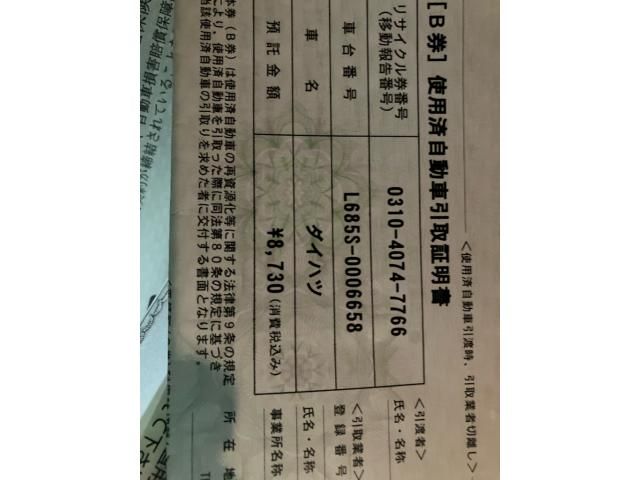 ＜使用済自動車引渡時、引取業者切離し＞
[B券] 使用済自動車引取証明書
リサイクル券番号
(移動報告番号)
0310-4074-7766
車台番号
L685S-0006658
車名
ダイハツ
預託金額
¥8,730(消費税込み)
本券(B券)は使用済自動車の再資源化等に関する法律第9条の規定
により、使用済自動車を引取った際に同法第80条の規定に基づき
当該使用済自動車の引取りを求めた者に交付する書面となります。
＜引渡者＞
氏名・名称
＜引取業者＞
登録番号
氏名・名称
事業所名称
所在地